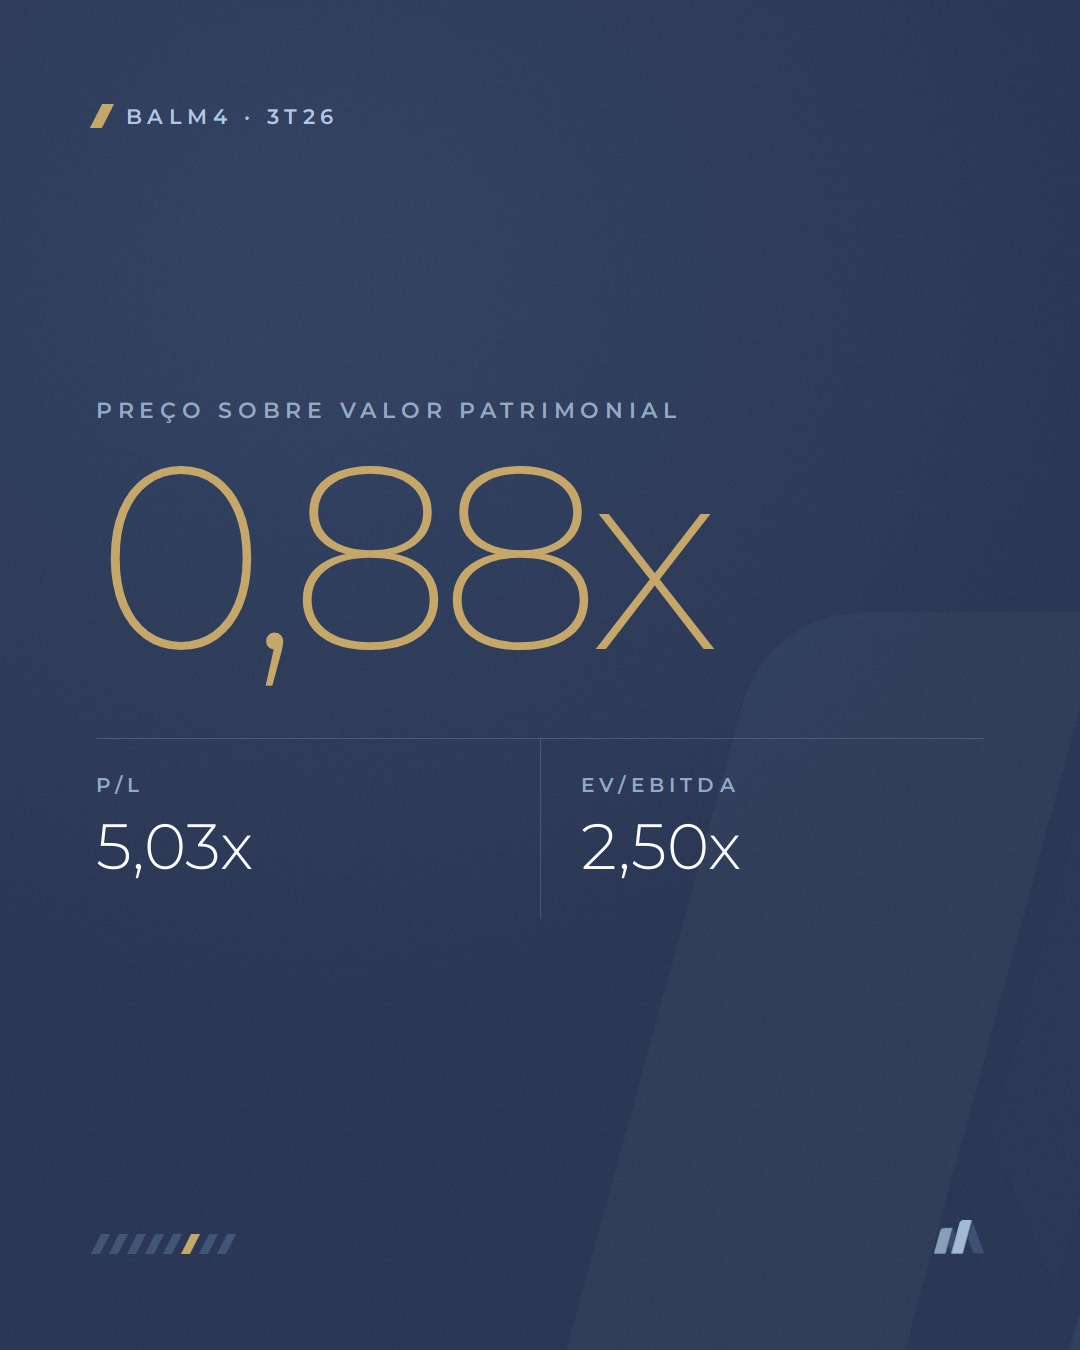 BALM4 · 3T26
PREÇO SOBRE VALOR PATRIMONIAL
0,88x
P/L
5,03x
EV/EBITDA
2,50x